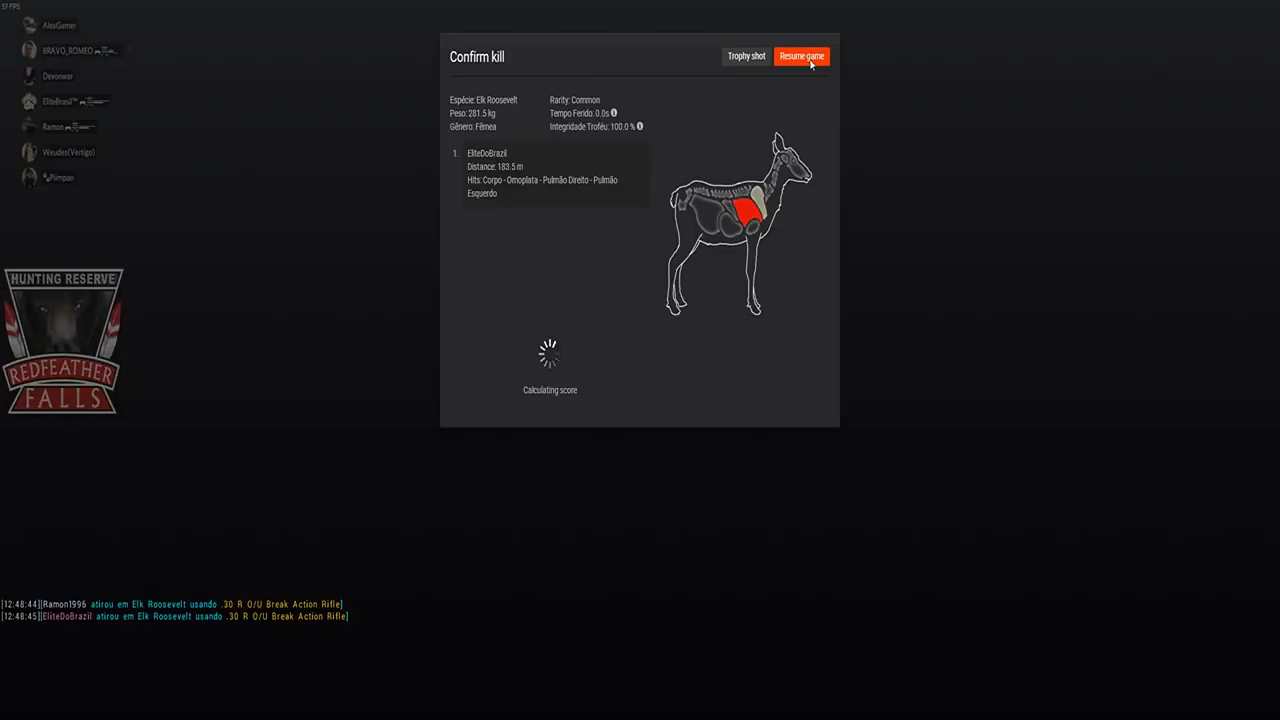 57 FPS
AlexGamer
BRAVO_ROMEO
Devonwar
EliteBrasil™
Ramon
Weudes(Vertigo)
Plimpao
Confirm kill
Trophy shot
Resume game
Espécie: Elk Roosevelt
Peso: 281.5 kg
Gênero: Fêmea
Rarity: Common
Tempo Ferido: 0.0s
Integridade Troféu: 100.0 %
1.
EliteDoBrazil
Distance: 183.5 m
Hits: Corpo - Omoplata - Pulmão Direito - Pulmão
Esquerdo
Calculating score
HUNTING RESERVE
REDFEATHER
FALLS
[12:48:44][Ramon1996 atirou em Elk Roosevelt usando .30 R O/U Break Action Rifle]
[12:48:45][EliteDoBrazil atirou em Elk Roosevelt usando .30 R O/U Break Action Rifle]